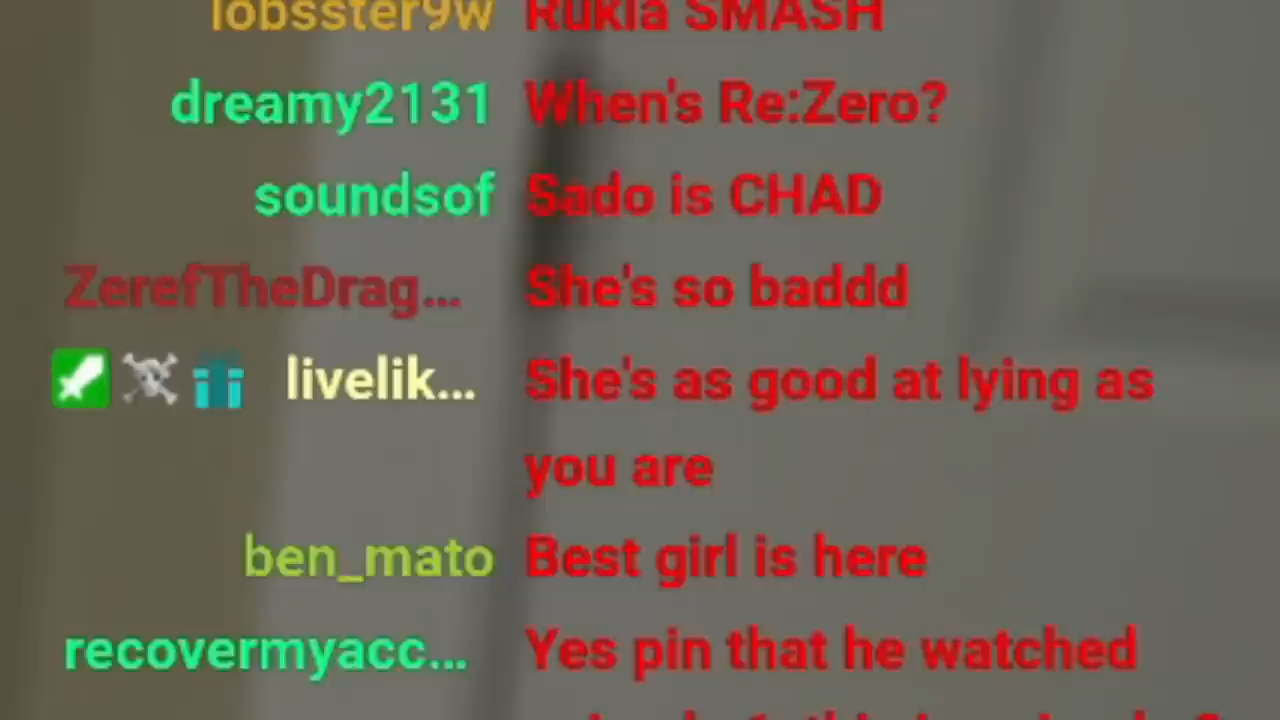 lobsster9w Rukia SMASH
dreamy2131 When's Re:Zero?
soundsof Sado is CHAD
ZerefTheDrag... She's so baddd
livelik... She's as good at lying as
you are
ben_mato Best girl is here
recovermyacc... Yes pin that he watched